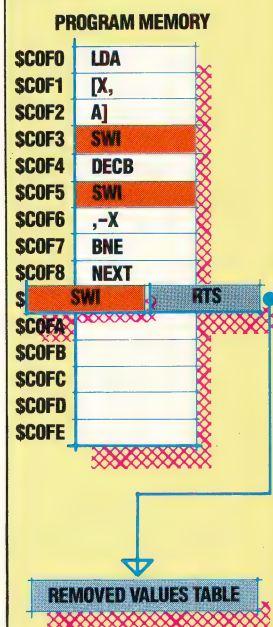 PROGRAM MEMORY
$C0F0 LDA
$C0F1 [X,
$C0F2 A]
$C0F3 SWI
$C0F4 DECB
$C0F5 SWI
$C0F6 ,–X
$C0F7 BNE
$C0F8 NEXT
$ SWI RTS
$C0FA
$C0FB
$C0FC
$C0FD
$C0FE
REMOVED VALUES TABLE